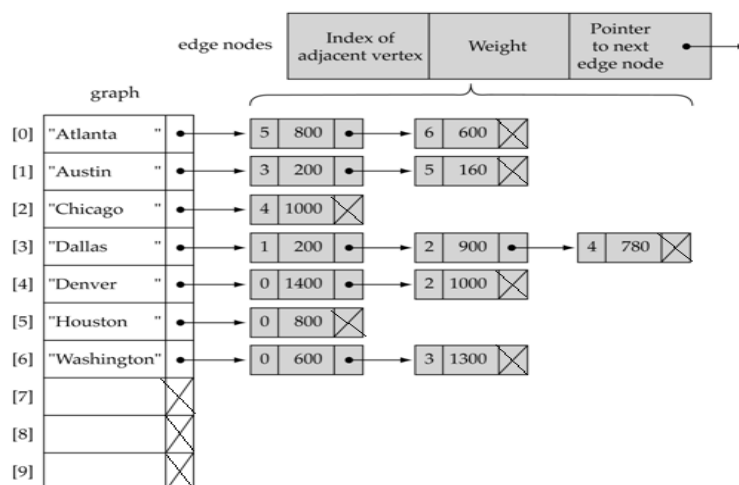 edge nodes
Index of adjacent vertex
Weight
Pointer to next edge node
graph
[0] "Atlanta " 5 800 6 600
[1] "Austin " 3 200 5 160
[2] "Chicago " 4 1000
[3] "Dallas " 1 200 2 900 4 780
[4] "Denver " 0 1400 2 1000
[5] "Houston " 0 800
[6] "Washington" 0 600 3 1300
[7]
[8]
[9]